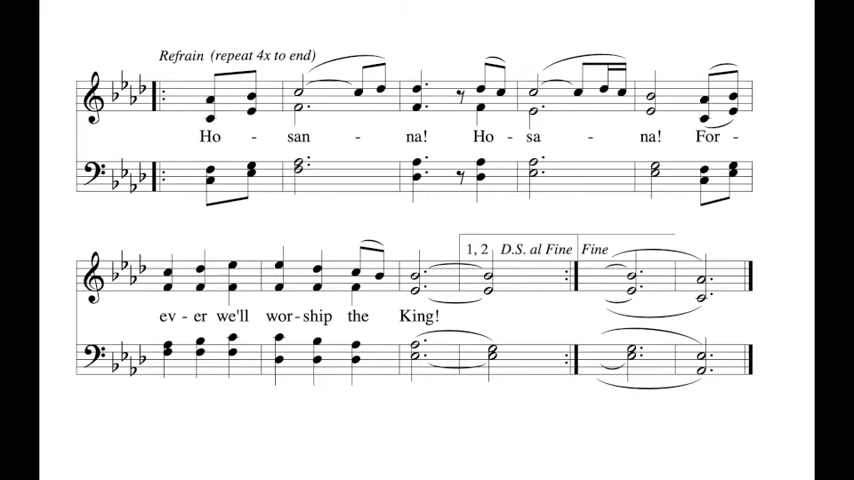 Refrain (repeat 4x to end)
Ho - san - na! Ho - sa - na! For -
1, 2 D.S. al Fine Fine
ev - er we'll wor - ship the King!